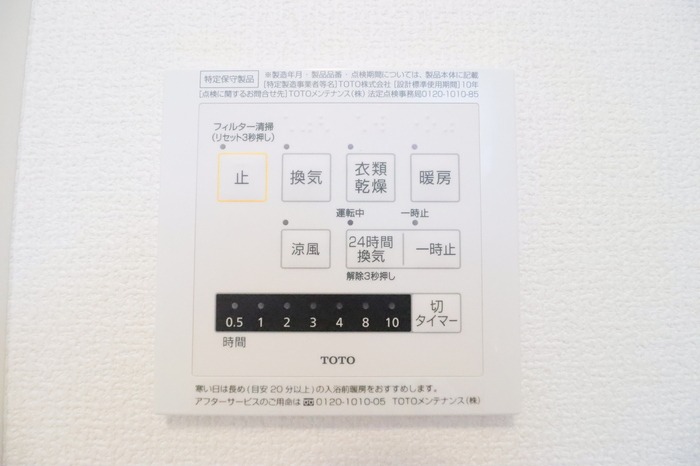 特定保守製品
※製造年月・製品品番・点検期間については、製品本体に記載
[特定製造事業者等名]TOTO株式会社 [設計標準使用期間]10年
[点検に関するお問合せ先]TOTOメンテナンス(株) 法定点検事務局0120-1010-85
フィルター清掃
(リセット3秒押し)
止
換気
衣類
乾燥
暖房
運転中
一時止
涼風
24時間
換気
一時止
解除3秒押し
0.5 1 2 3 4 8 10
切
タイマー
時間
TOTO
寒い日は長め(目安20分以上)の入浴前暖房をおすすめします。
アフターサービスのご用命は 0120-1010-05 TOTOメンテナンス(株)